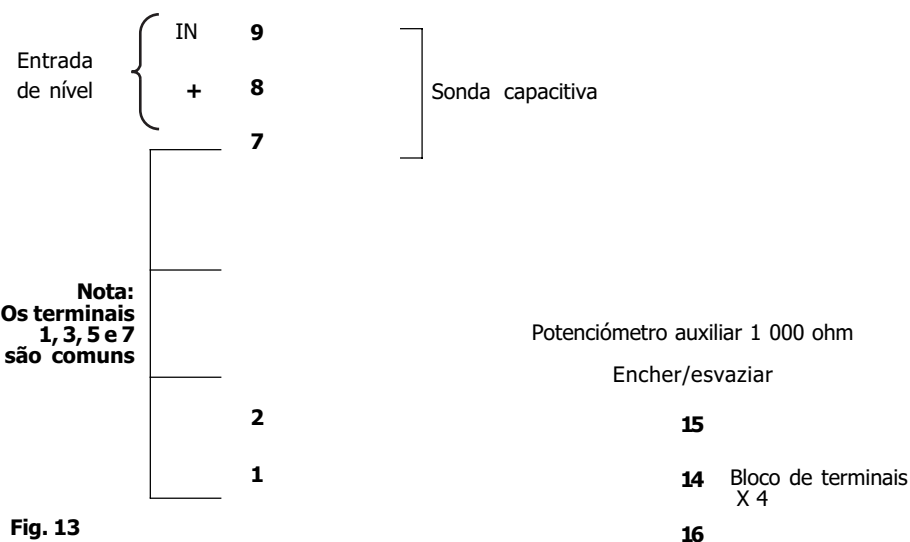 IN 9
Entrada
de nível
+ 8
Sonda capacitiva
7
Nota:
Os terminais
1, 3, 5 e 7
são comuns
Potenciómetro auxiliar 1 000 ohm
Encher/esvaziar
2
15
1
14 Bloco de terminais
X 4
Fig. 13
16